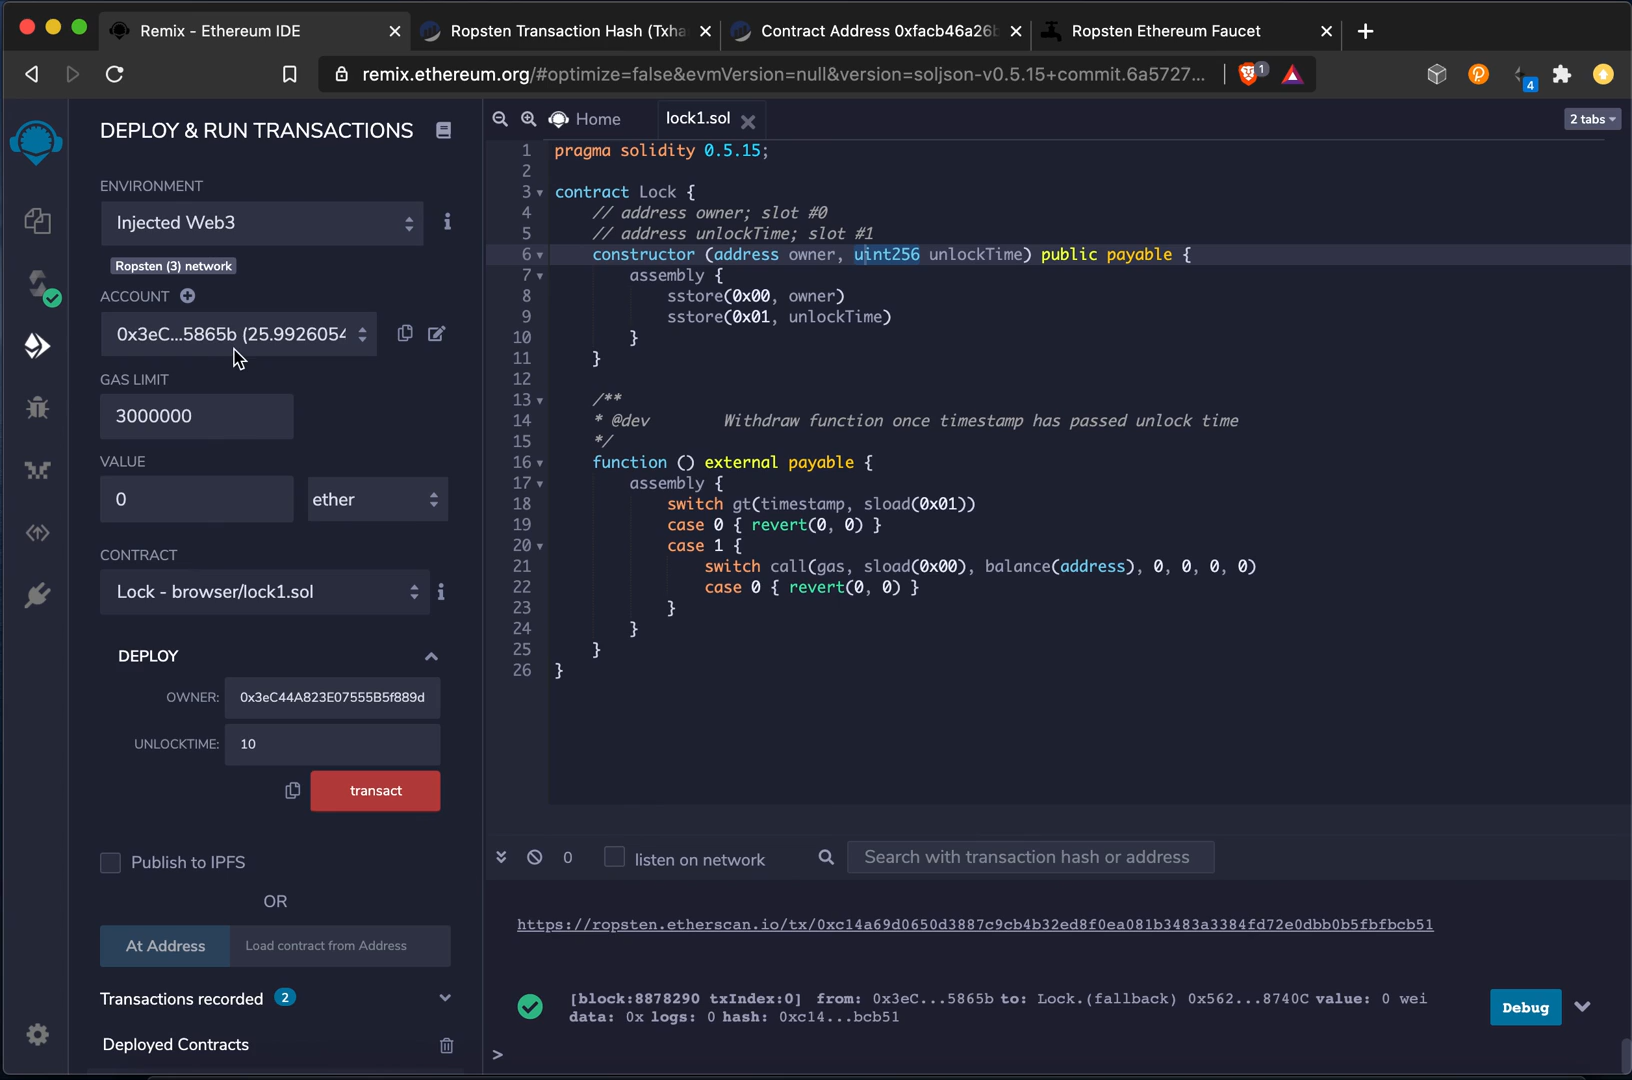 Remix - Ethereum IDE
Ropsten Transaction Hash (Txha
Contract Address 0xfacb46a26b
Ropsten Ethereum Faucet
remix.ethereum.org/#optimize=false&evmVersion=null&version=soljson-v0.5.15+commit.6a5727...
1
4
DEPLOY & RUN TRANSACTIONS
ENVIRONMENT
Injected Web3
i
Ropsten (3) network
ACCOUNT
0x3eC...5865b (25.9926054
GAS LIMIT
3000000
VALUE
0
ether
CONTRACT
Lock - browser/lock1.sol
i
DEPLOY
OWNER: 0x3eC44A823E07555B5f889d
UNLOCKTIME: 10
transact
Publish to IPFS
OR
At Address Load contract from Address
Transactions recorded 2
Deployed Contracts
Home
lock1.sol
2 tabs
1 pragma solidity 0.5.15;
2
3 contract Lock {
4 // address owner; slot #0
5 // address unlockTime; slot #1
6 constructor (address owner, uint256 unlockTime) public payable {
7 assembly {
8 sstore(0x00, owner)
9 sstore(0x01, unlockTime)
10 }
11 }
12
13 /**
14 * @dev Withdraw function once timestamp has passed unlock time
15 */
16 function () external payable {
17 assembly {
18 switch gt(timestamp, sload(0x01))
19 case 0 { revert(0, 0) }
20 case 1 {
21 switch call(gas, sload(0x00), balance(address), 0, 0, 0, 0)
22 case 0 { revert(0, 0) }
23 }
24 }
25 }
26 }
0
listen on network
Search with transaction hash or address
https://ropsten.etherscan.io/tx/0xc14a69d0650d3887c9cb4b32ed8f0ea081b3483a3384fd72e0dbb0b5fbfbcb51
[block:8878290 txIndex:0] from: 0x3eC...5865b to: Lock.(fallback) 0x562...8740C value: 0 wei
data: 0x logs: 0 hash: 0xc14...bcb51
Debug
>